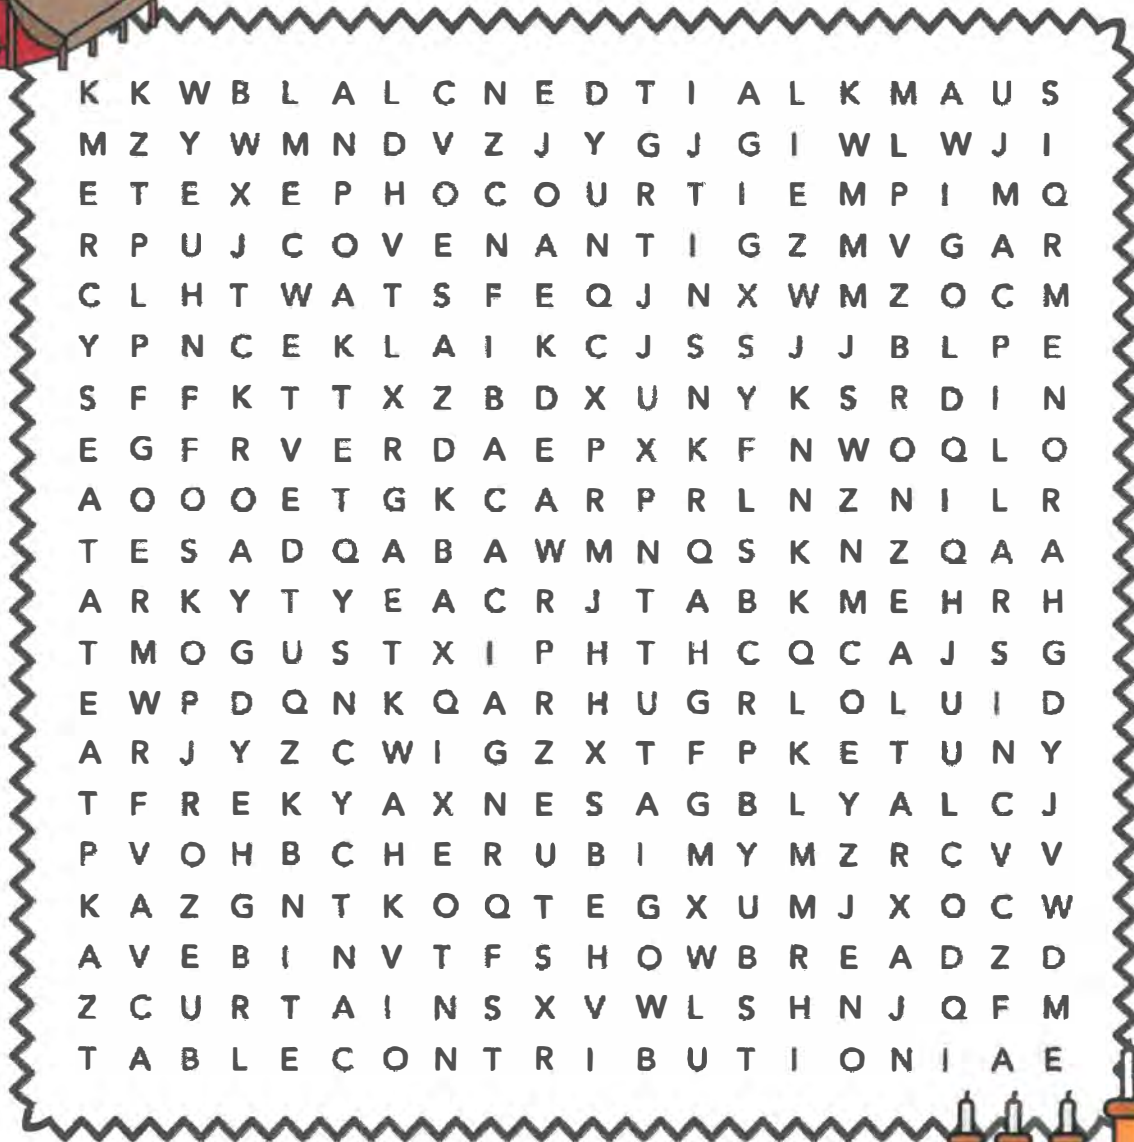 K K W B L A L C N E D T I A L K M A U S
M Z Y W M N D V Z J Y G J G I W L W J I
E T E X E P H O C O U R T I E M P I M Q
R P U J C O V E N A N T I G Z M V G A R
C L H T W A T S F E Q J N X W M Z O C M
Y P N C E K L A I K C J S S J J B L P E
S F F K T T X Z B D X U N Y K S R D I N
E G F R V E R D A E P X K F N W O Q L O
A O O O E T G K C A R P R L N Z N I L R
T E S A D Q A B A W M N Q S K N Z Q A A
A R K Y T Y E A C R J T A B K M E H R H
T M O G U S T X I P H T H C Q C A J S G
E W P D Q N K Q A R H U G R L O L U I D
A R J Y Z C W I G Z X T F P K E T U N Y
T F R E K Y A X N E S A G B L Y A L C J
P V O H B C H E R U B I M Y M Z R C V V
K A Z G N T K O Q T E G X U M J X O C W
A V E B I N V T F S H O W B R E A D Z D
Z C U R T A I N S X V W L S H N J Q F M
T A B L E C O N T R I B U T I O N I A E